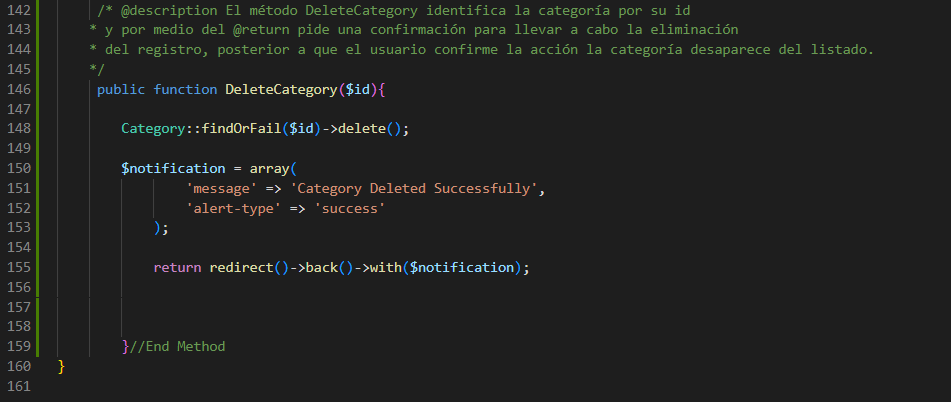 142 /* @description El método DeleteCategory identifica la categoría por su id
143 * y por medio del @return pide una confirmación para llevar a cabo la eliminación
144 * del registro, posterior a que el usuario confirme la acción la categoría desaparece del listado.
145 */
146 public function DeleteCategory($id){
147
148 Category::findOrFail($id)->delete();
149
150 $notification = array(
151 'message' => 'Category Deleted Successfully',
152 'alert-type' => 'success'
153 );
154
155 return redirect()->back()->with($notification);
156
157
158
159 }//End Method
160 }
161